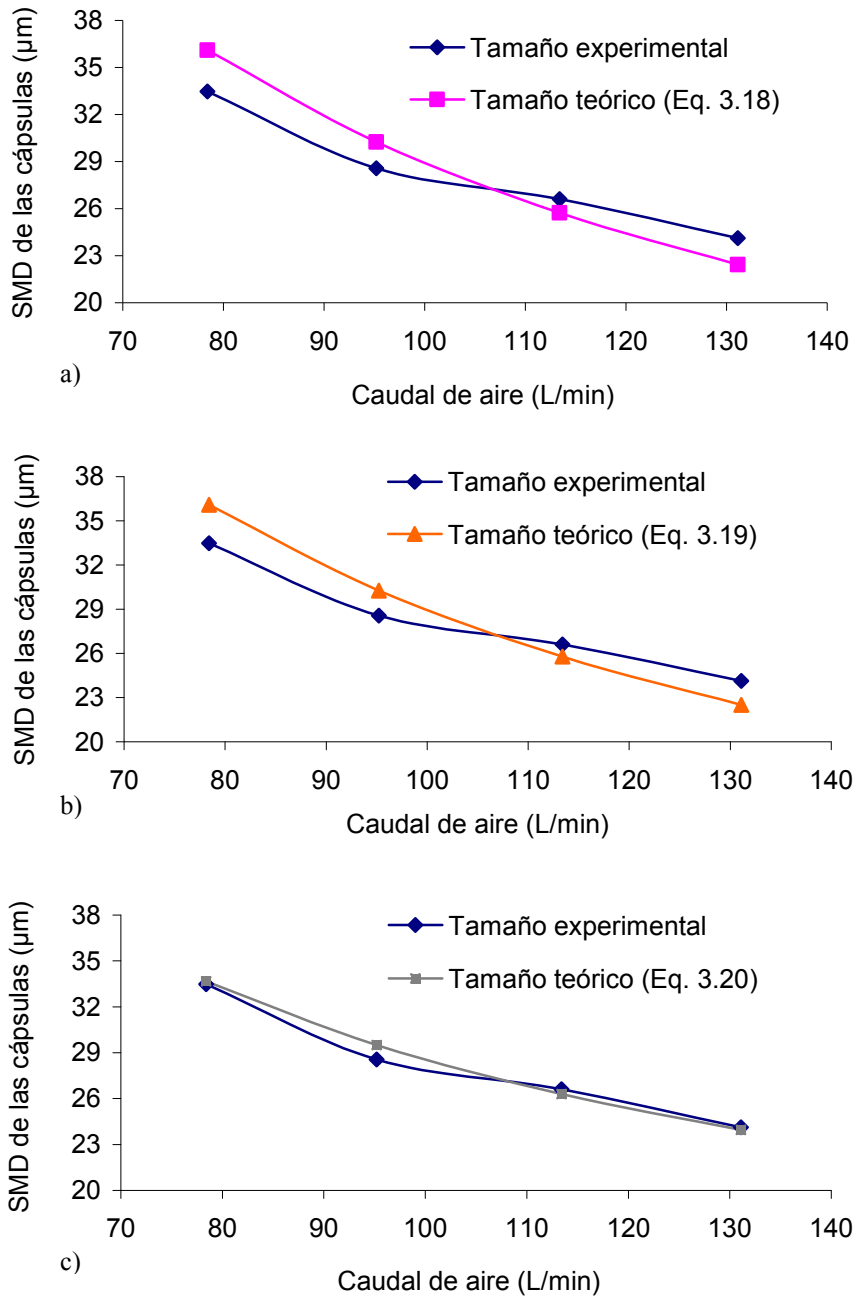 38
35
32
29
26
23
20
SMD de las cápsulas (µm)
Tamaño experimental
Tamaño teórico (Eq. 3.18)
70 80 90 100 110 120 130 140
a)
Caudal de aire (L/min)
38
35
32
29
26
23
20
SMD de las cápsulas (µm)
Tamaño experimental
Tamaño teórico (Eq. 3.19)
70 80 90 100 110 120 130 140
b)
Caudal de aire (L/min)
38
35
32
29
26
23
20
SMD de las cápsulas (µm)
Tamaño experimental
Tamaño teórico (Eq. 3.20)
70 80 90 100 110 120 130 140
c)
Caudal de aire (L/min)